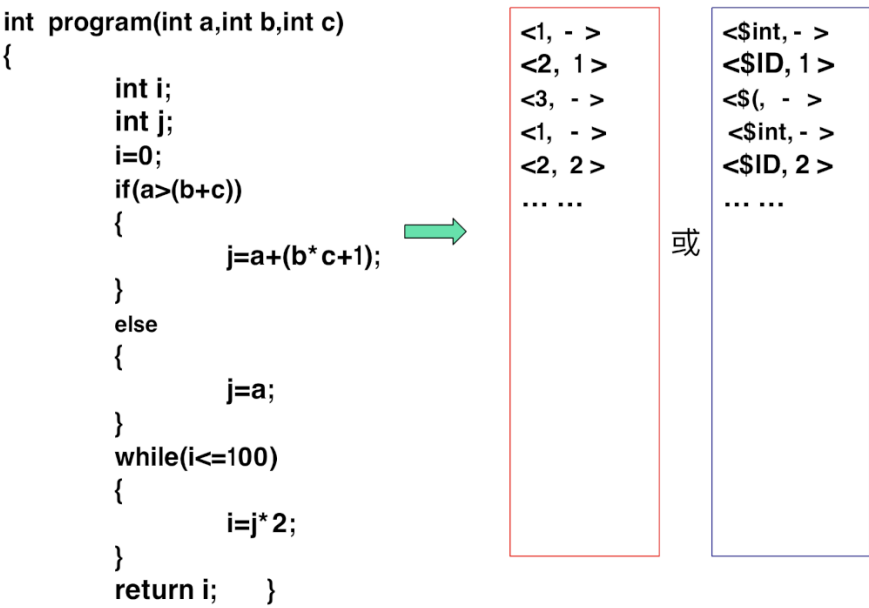 int program(int a,int b,int c)
{
int i;
int j;
i=0;
if(a>(b+c))
{
j=a+(b*c+1);
}
else
{
j=a;
}
while(i<=100)
{
i=j*2;
}
return i; }
<1, - >
<2, 1 >
<3, - >
<1, - >
<2, 2 >
… …
或
<$int, - >
<$ID, 1 >
<$(, - >
<$int, - >
<$ID, 2 >
… …